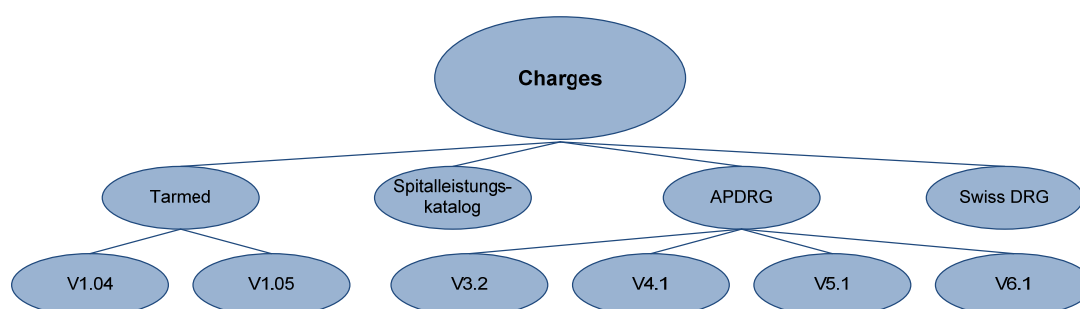 Charges
Tarmed
Spitalleistungs-
katalog
APDRG
Swiss DRG
V1.04
V1.05
V3.2
V4.1
V5.1
V6.1